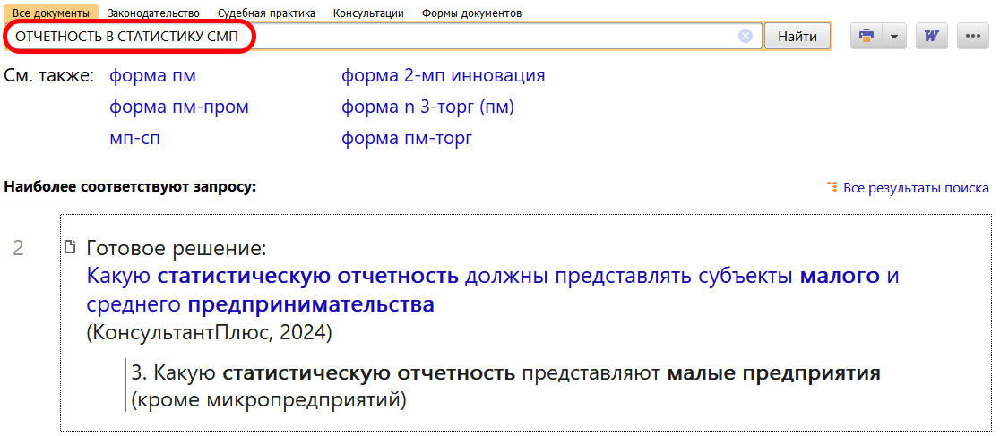 Все документы Законодательство Судебная практика Консультации Формы документов
ОТЧЕТНОСТЬ В СТАТИСТИКУ СМП Найти W
См. также: форма пм форма 2-мп инновация
форма пм-пром форма n 3-торг (пм)
мп-сп форма пм-торг
Наиболее соответствуют запросу: Все результаты поиска
2 Готовое решение:
Какую статистическую отчетность должны представлять субъекты малого и
среднего предпринимательства
(КонсультантПлюс, 2024)
3. Какую статистическую отчетность представляют малые предприятия
(кроме микропредприятий)